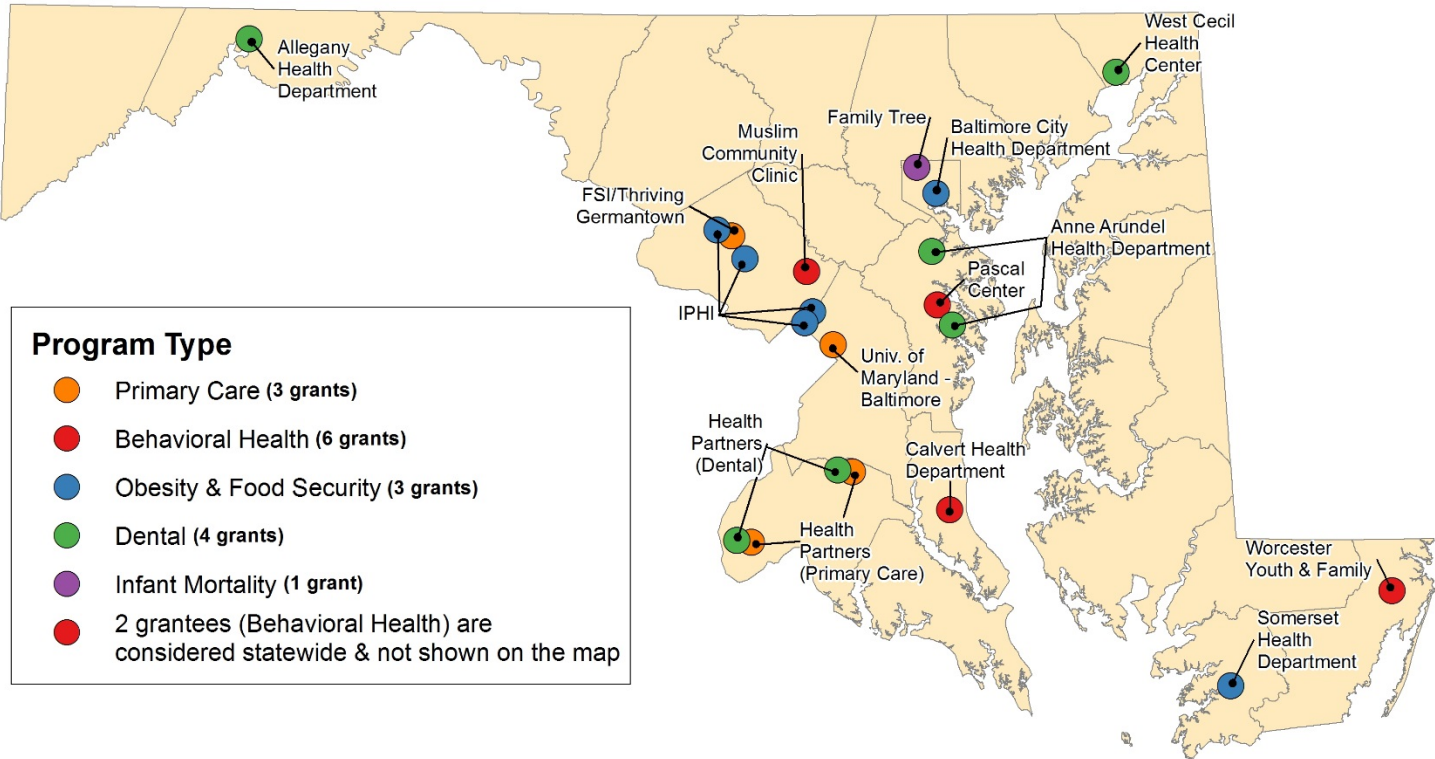 Allegany
Health
Department
West Cecil
Health
Center
Family Tree
Baltimore City
Health Department
Muslim
Community
Clinic
FSI/Thriving
Germantown
Anne Arundel
Health Department
Pascal
Center
IPHI
Univ. of
Maryland -
Baltimore
Health
Partners
(Dental)
Calvert Health
Department
Health
Partners
(Primary Care)
Worcester
Youth & Family
Somerset
Health
Department
Program Type
Primary Care (3 grants)
Behavioral Health (6 grants)
Obesity & Food Security (3 grants)
Dental (4 grants)
Infant Mortality (1 grant)
2 grantees (Behavioral Health) are
considered statewide & not shown on the map